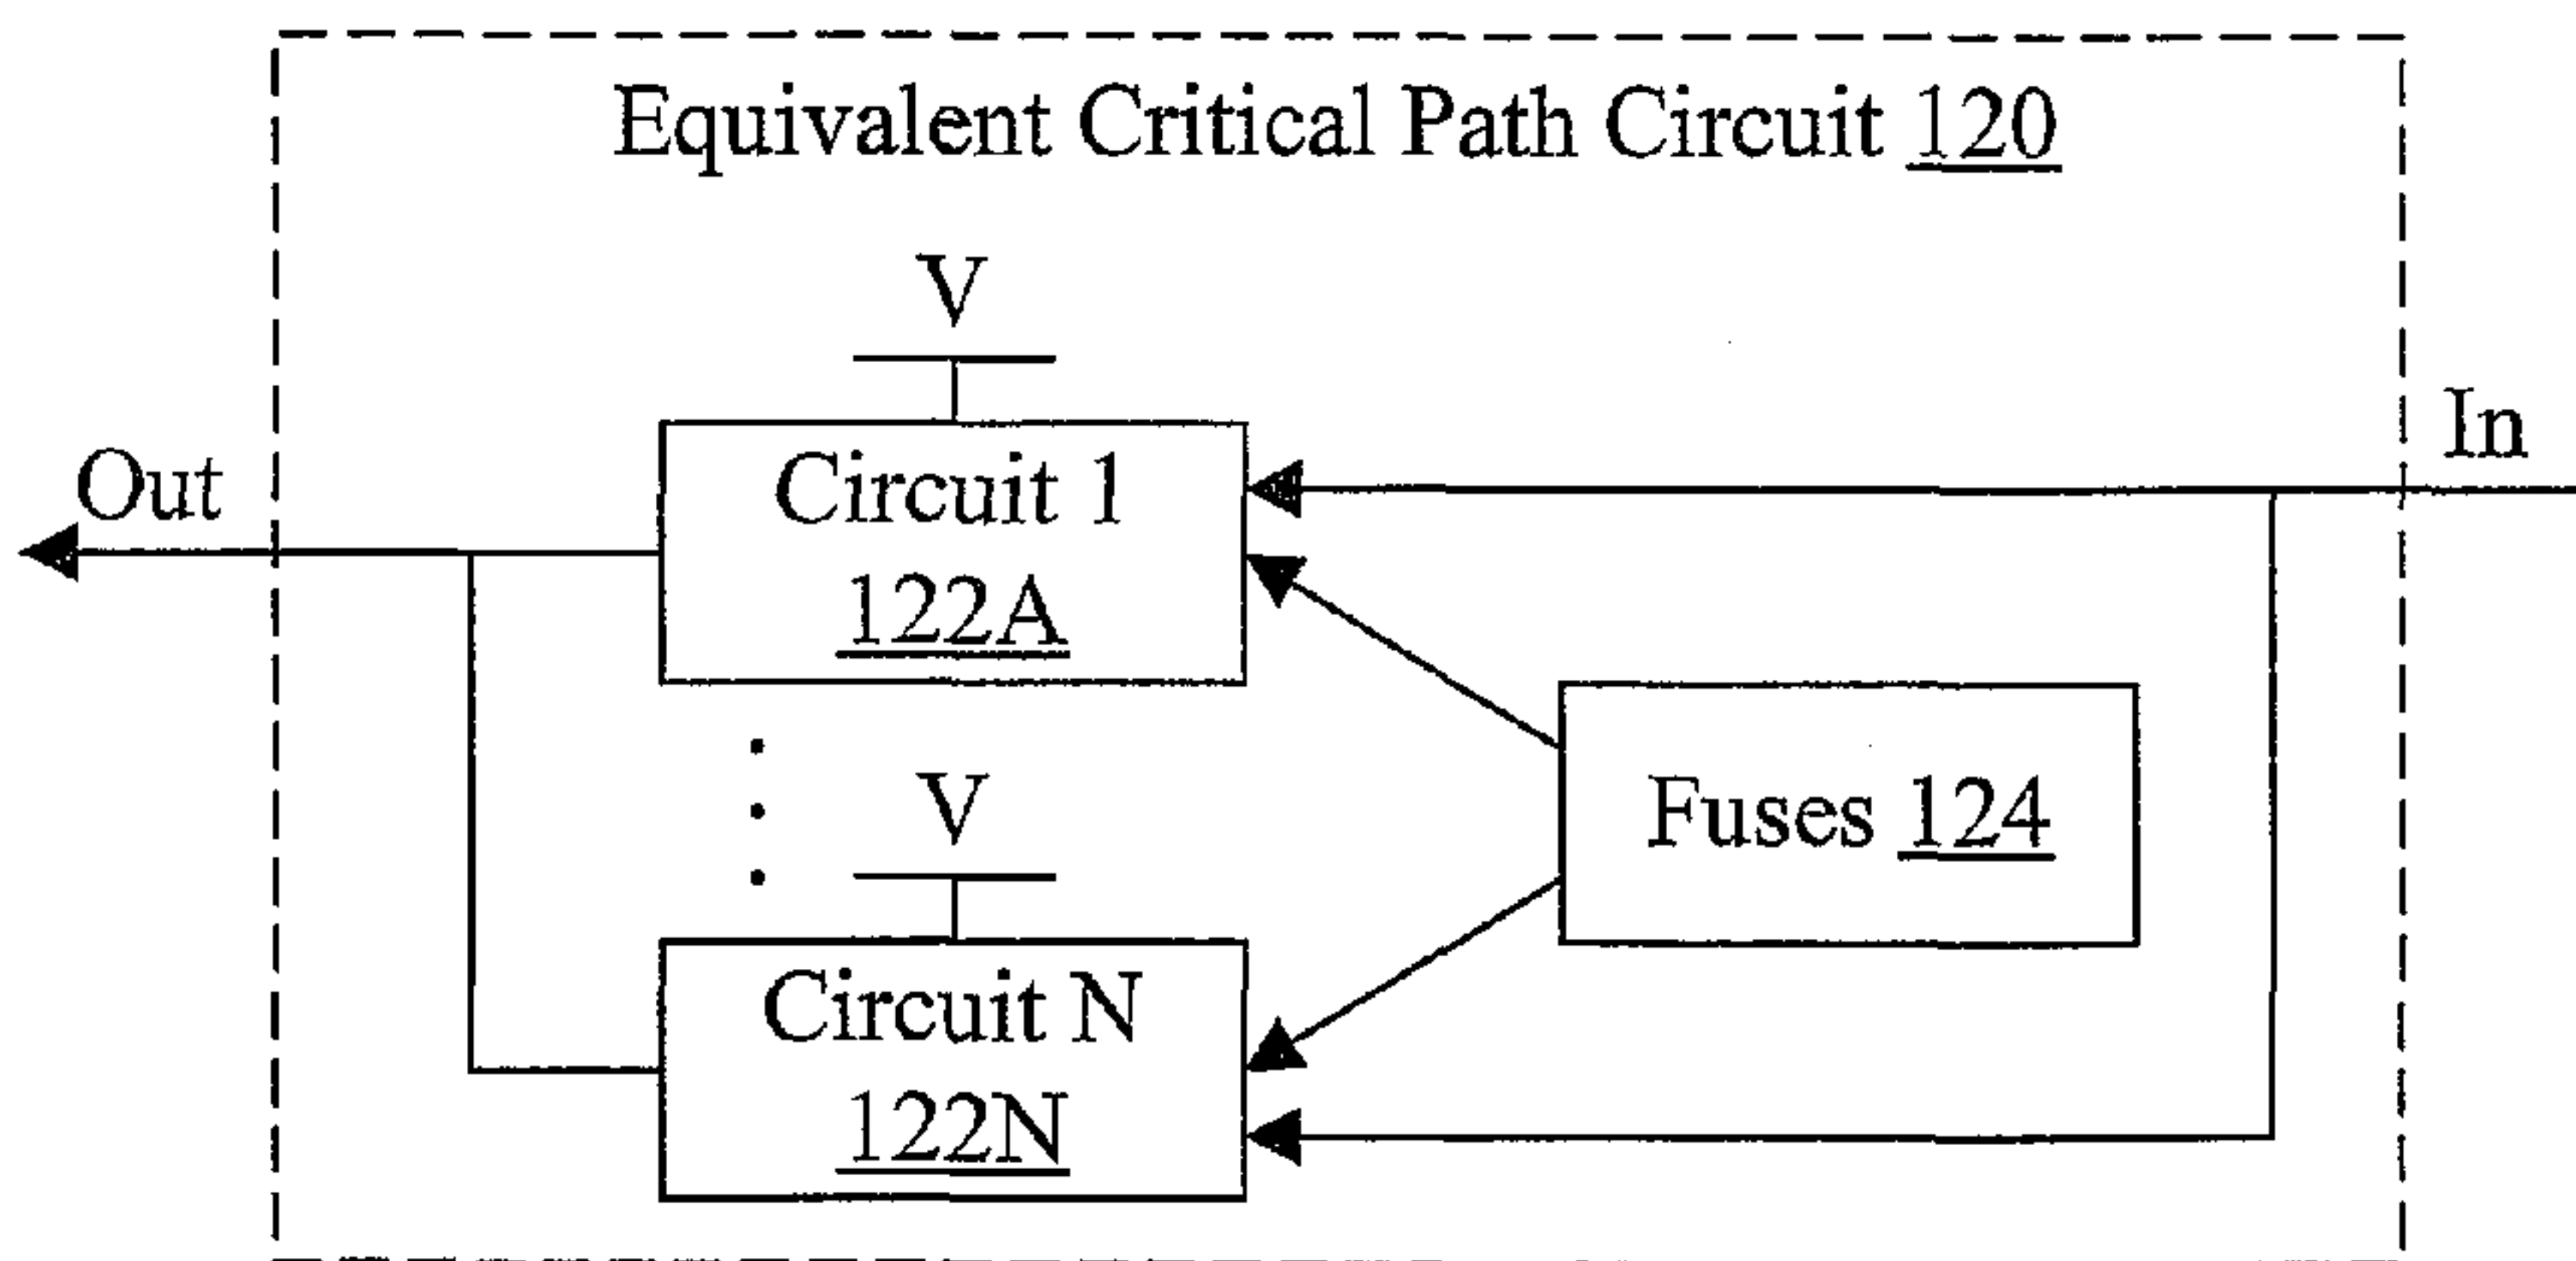 Equivalent Critical Path Circuit 120
V
In
Out
Circuit 1
122A
V
Fuses 124
Circuit N
122N